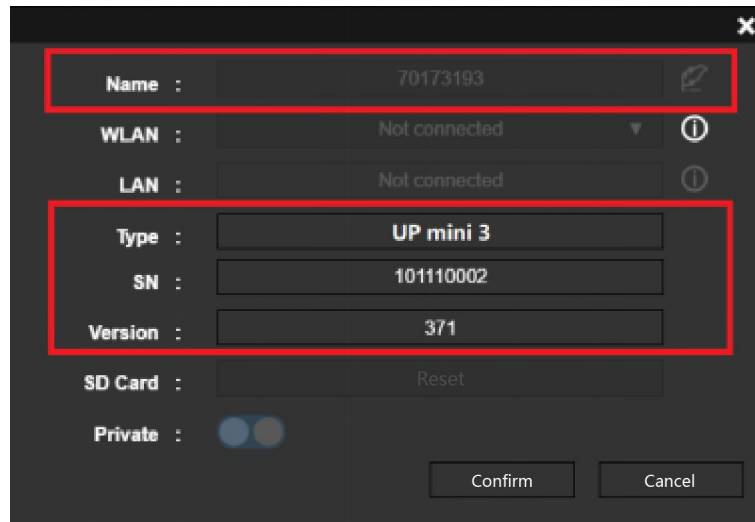 Name : 70173193
WLAN : Not connected
LAN : Not connected
Type : UP mini 3
SN : 101110002
Version : 371
SD Card : Reset
Private :
Confirm Cancel